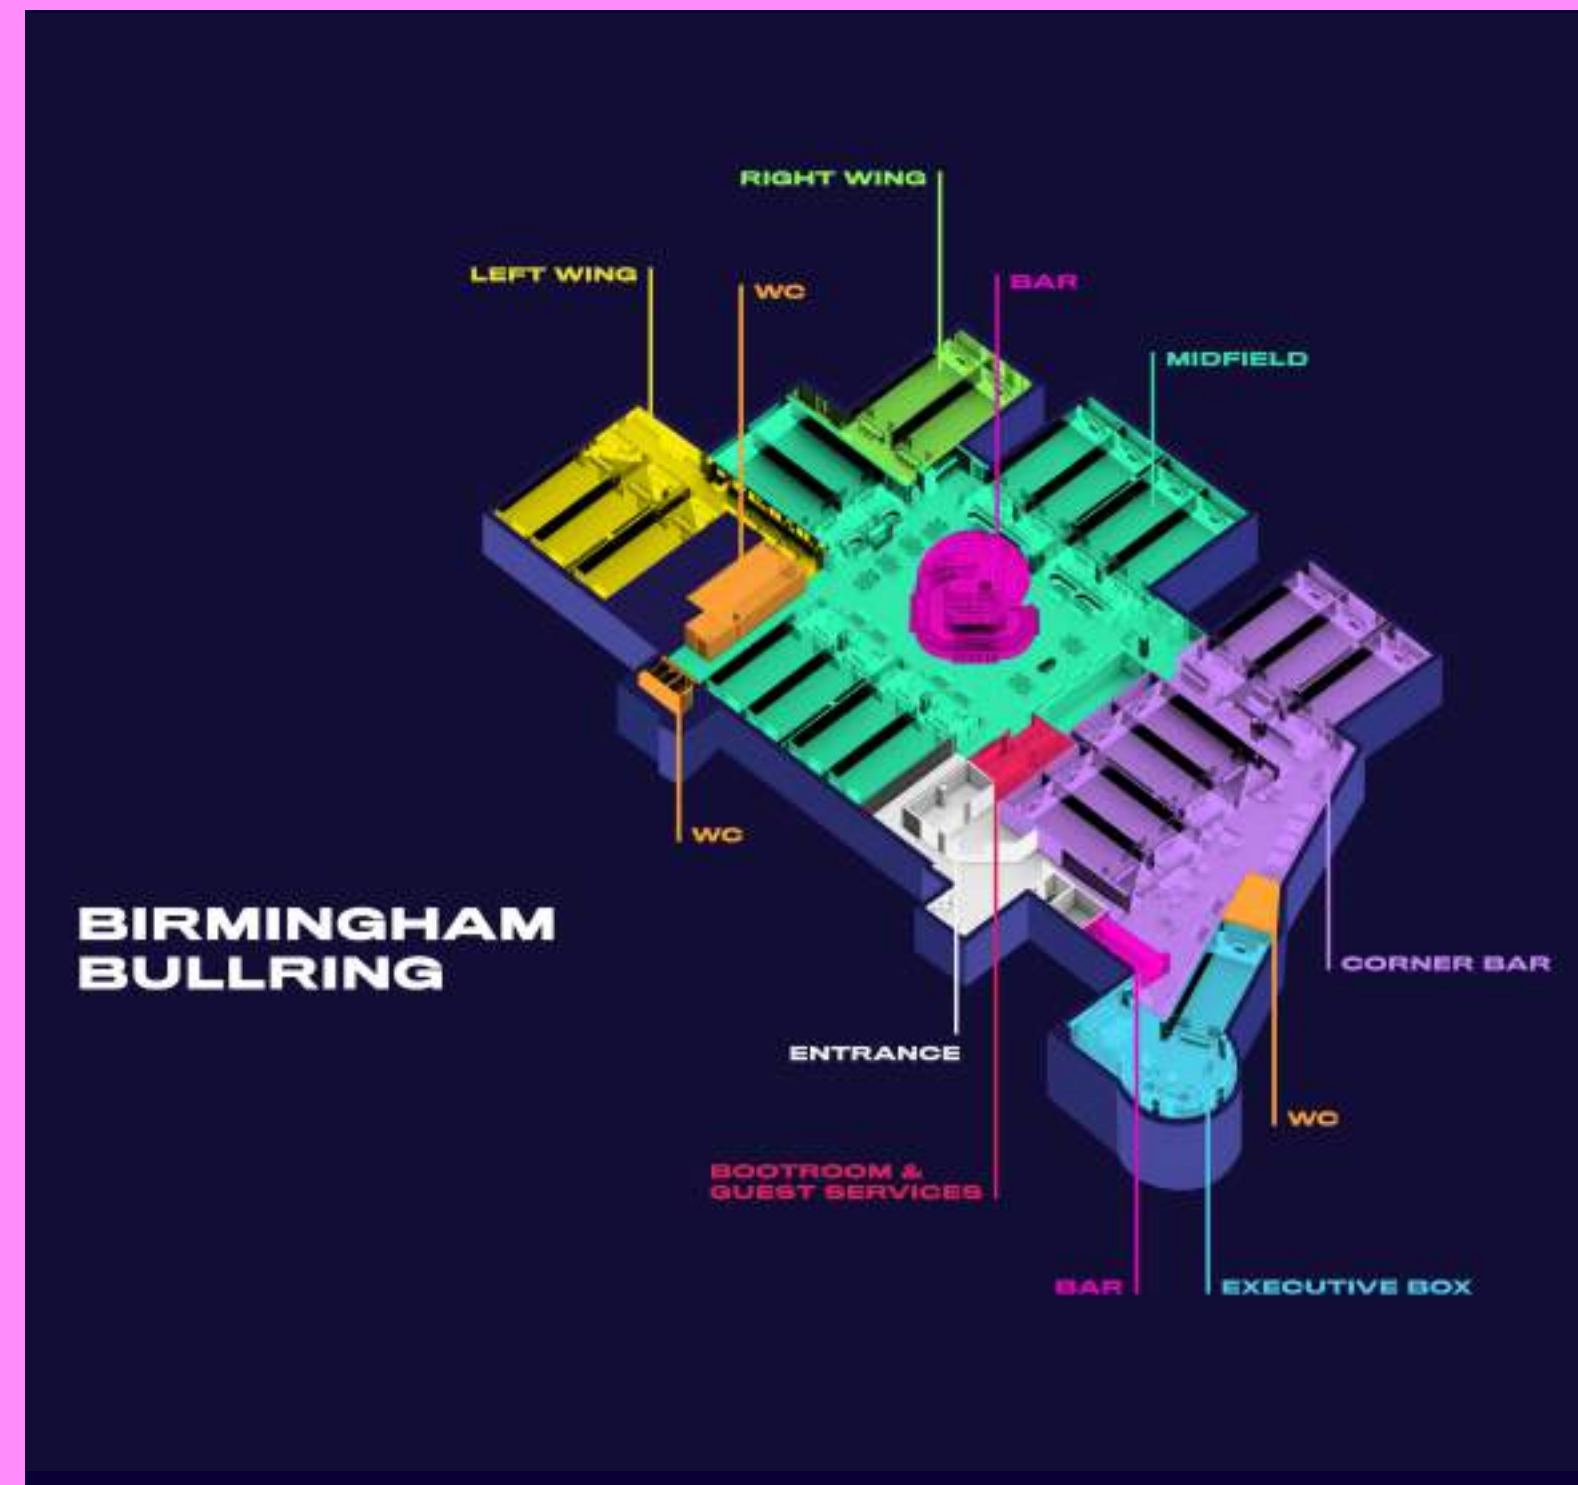 RIGHT WING
LEFT WING
WC
BAR
MIDFIELD
WC
BIRMINGHAM
BULLRING
CORNER BAR
ENTRANCE
WC
BOOTROOM &
GUEST SERVICES
BAR
EXECUTIVE BOX